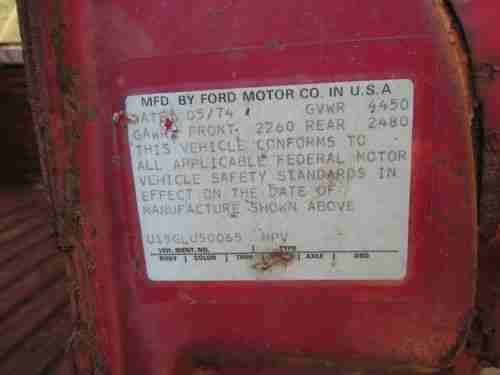 MFD. BY FORD MOTOR CO. IN U.S.A
DATE: 05/74 GVWR 4450
GAWR: FRONT. 2260 REAR 2480
THIS VEHICLE CONFORMS TO
ALL APPLICABLE FEDERAL MOTOR
VEHICLE SAFETY STANDARDS IN
EFFECT ON THE DATE OF
MANUFACTURE SHOWN ABOVE
U15GLU50065 MPV
VEH. IDENT. NO. TYPE
BODY COLOR TRIM AXLE DSO